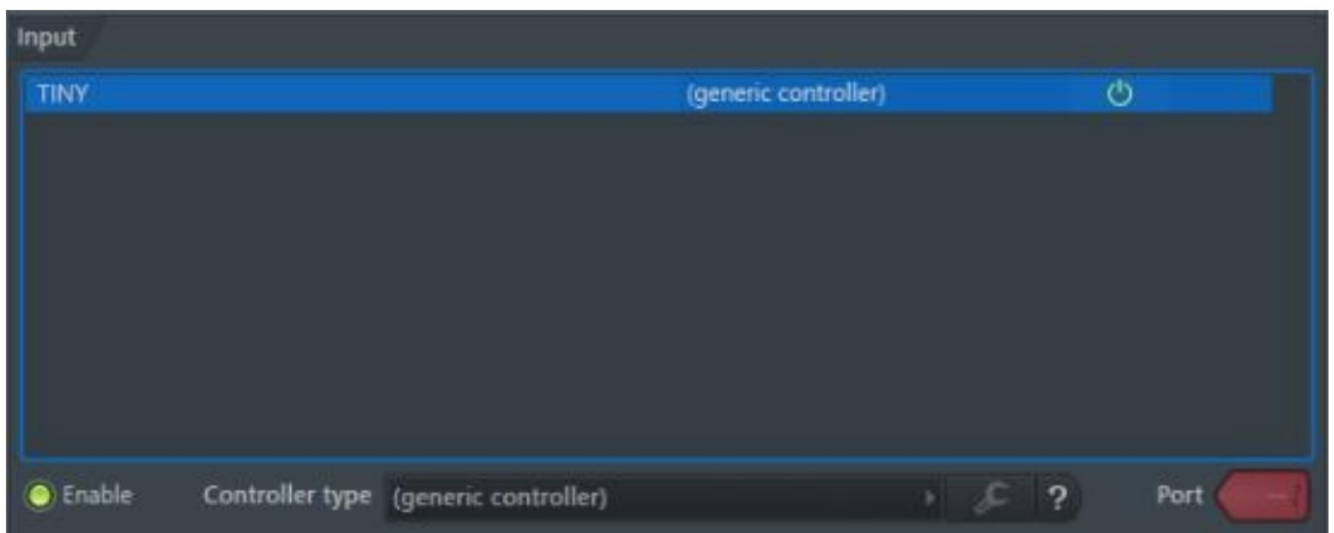 Input
TINY (generic controller)
Enable Controller type (generic controller) ? Port